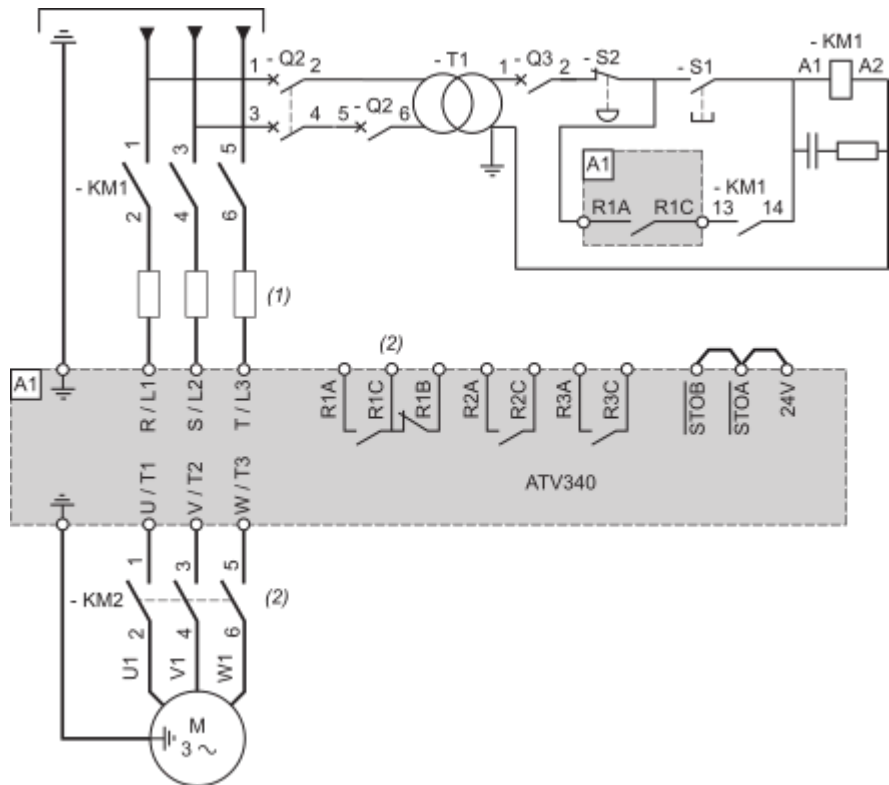 - Q2
1
2
- T1
1
- Q3
2
- S2
- S1
- KM1
A1
A2
3
4
5
- Q2
6
1
3
5
- KM1
2
4
6
A1
R1A
R1C
- KM1
13
14
(1)
(2)
A1
R / L1
S / L2
T / L3
R1A
R1C
R1B
R2A
R2C
R3A
R3C
STOB
STOA
24V
U / T1
V / T2
W / T3
ATV340
1
3
5
- KM2
(2)
2
4
6
U1
V1
W1
M
3 ~